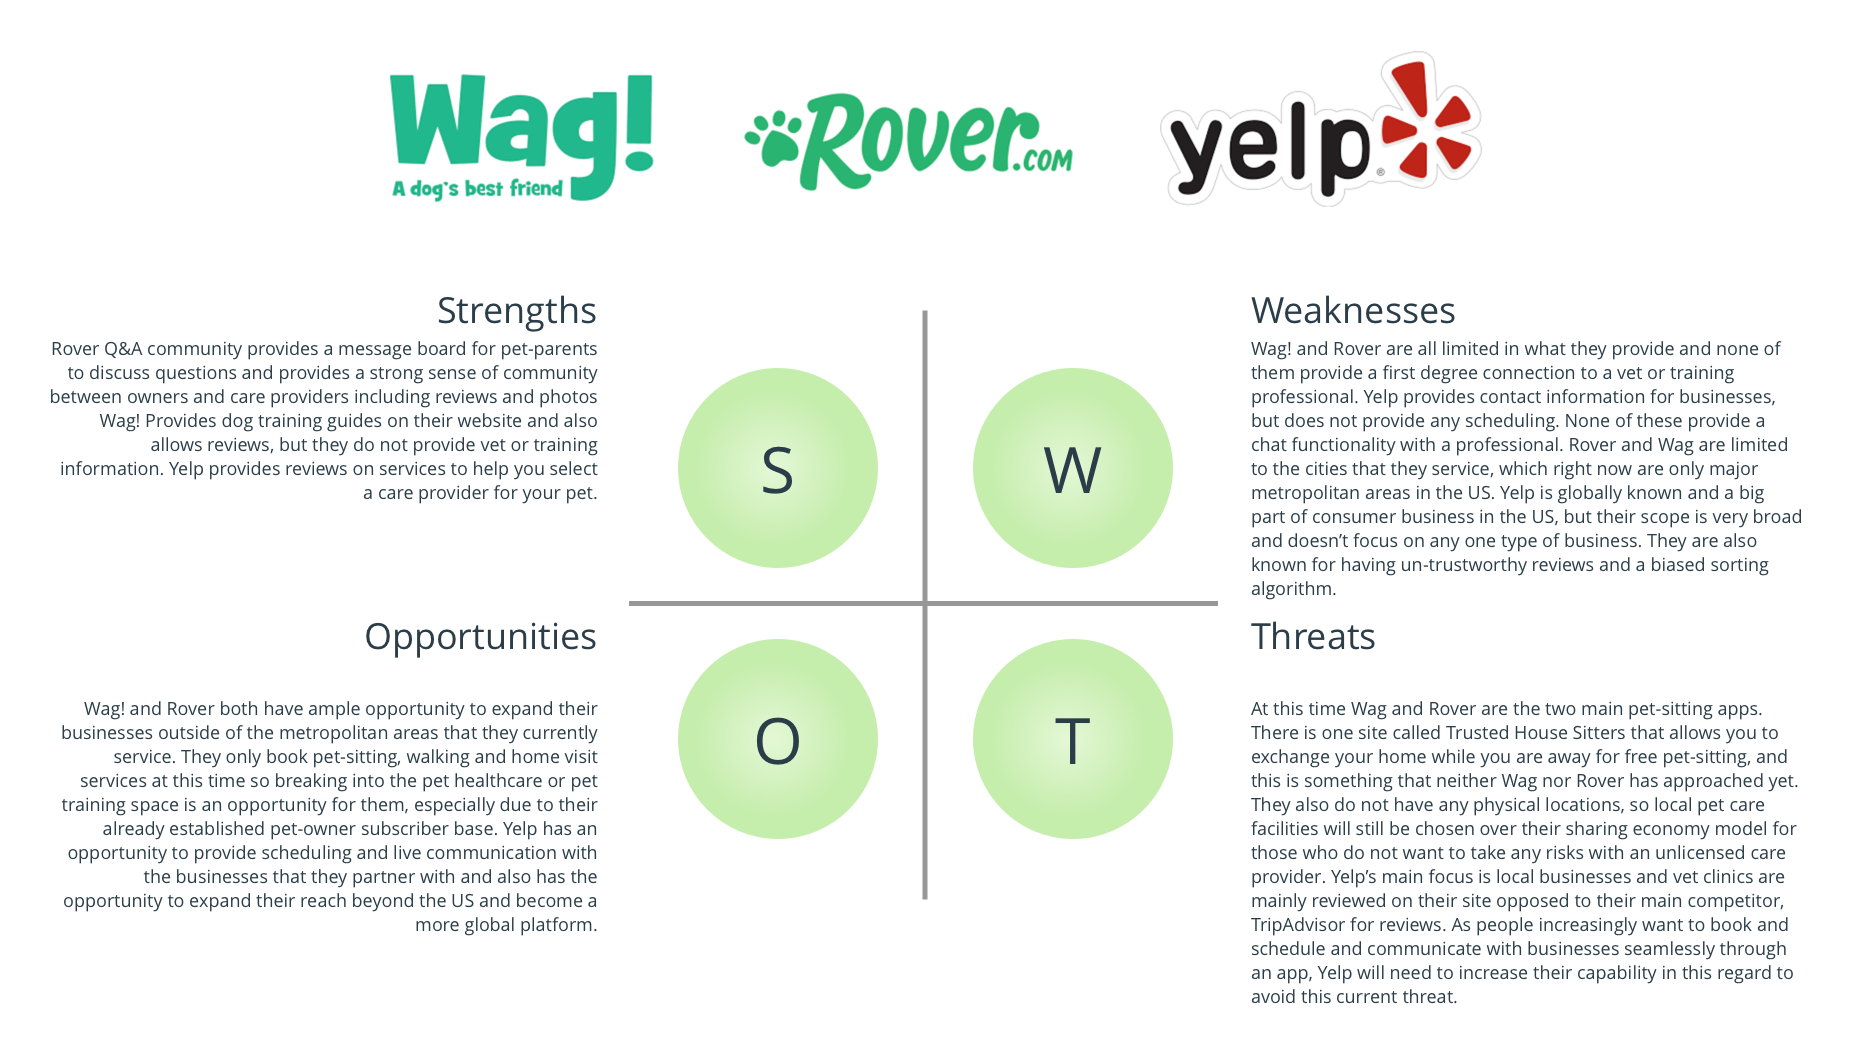 Wag!
A dog's best friend
Rover.com
yelp
®
Strengths
Rover Q&A community provides a message board for pet-parents
to discuss questions and provides a strong sense of community
between owners and care providers including reviews and photos
Wag! Provides dog training guides on their website and also
allows reviews, but they do not provide vet or training
information. Yelp provides reviews on services to help you select
a care provider for your pet.
S
W
Weaknesses
Wag! and Rover are all limited in what they provide and none of
them provide a first degree connection to a vet or training
professional. Yelp provides contact information for businesses,
but does not provide any scheduling. None of these provide a
chat functionality with a professional. Rover and Wag are limited
to the cities that they service, which right now are only major
metropolitan areas in the US. Yelp is globally known and a big
part of consumer business in the US, but their scope is very broad
and doesn’t focus on any one type of business. They are also
known for having un-trustworthy reviews and a biased sorting
algorithm.
Opportunities
Wag! and Rover both have ample opportunity to expand their
businesses outside of the metropolitan areas that they currently
service. They only book pet-sitting, walking and home visit
services at this time so breaking into the pet healthcare or pet
training space is an opportunity for them, especially due to their
already established pet-owner subscriber base. Yelp has an
opportunity to provide scheduling and live communication with
the businesses that they partner with and also has the
opportunity to expand their reach beyond the US and become a
more global platform.
O
T
Threats
At this time Wag and Rover are the two main pet-sitting apps.
There is one site called Trusted House Sitters that allows you to
exchange your home while you are away for free pet-sitting, and
this is something that neither Wag nor Rover has approached yet.
They also do not have any physical locations, so local pet care
facilities will still be chosen over their sharing economy model for
those who do not want to take any risks with an unlicensed care
provider. Yelp’s main focus is local businesses and vet clinics are
mainly reviewed on their site opposed to their main competitor,
TripAdvisor for reviews. As people increasingly want to book and
schedule and communicate with businesses seamlessly through
an app, Yelp will need to increase their capability in this regard to
avoid this current threat.